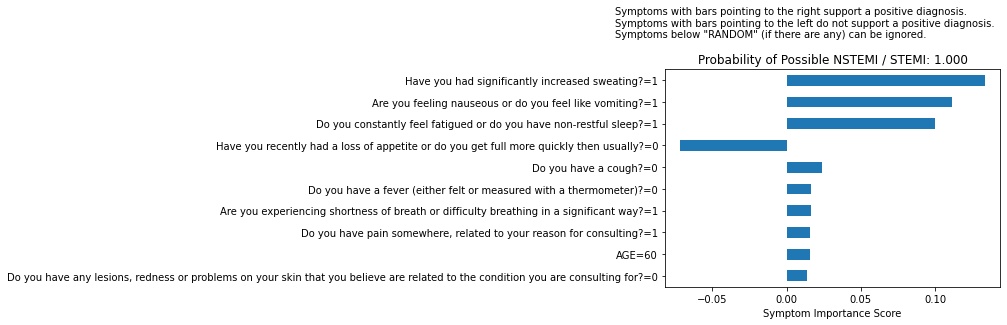 Symptoms with bars pointing to the right support a positive diagnosis.
Symptoms with bars pointing to the left do not support a positive diagnosis.
Symptoms below "RANDOM" (if there are any) can be ignored.
Probability of Possible NSTEMI / STEMI: 1.000
Have you had significantly increased sweating?=1
Are you feeling nauseous or do you feel like vomiting?=1
Do you constantly feel fatigued or do you have non-restful sleep?=1
Have you recently had a loss of appetite or do you get full more quickly then usually?=0
Do you have a cough?=0
Do you have a fever (either felt or measured with a thermometer)?=0
Are you experiencing shortness of breath or difficulty breathing in a significant way?=1
Do you have pain somewhere, related to your reason for consulting?=1
AGE=60
Do you have any lesions, redness or problems on your skin that you believe are related to the condition you are consulting for?=0
−0.05 0.00 0.05 0.10
Symptom Importance Score